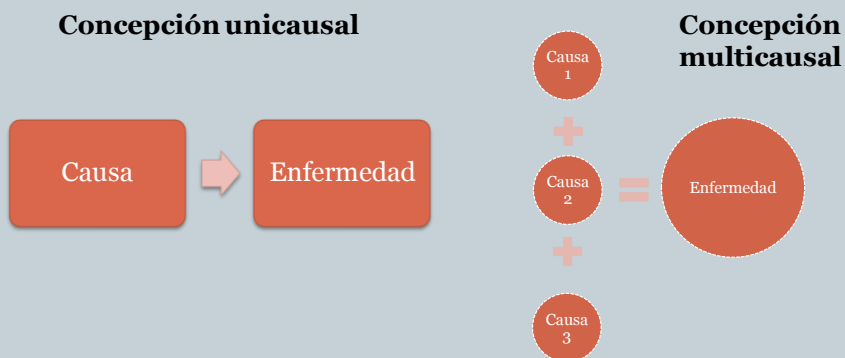 Concepción unicausal
Causa
Enfermedad
Concepción
multicausal
Causa
1
Causa
2
Causa
3
Enfermedad